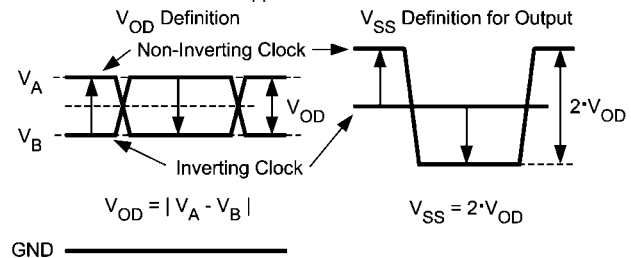 V_OD Definition
V_SS Definition for Output
Non-Inverting Clock
V_A
V_OD
2·V_OD
V_B
Inverting Clock
V_OD = | V_A - V_B |
V_SS = 2·V_OD
GND